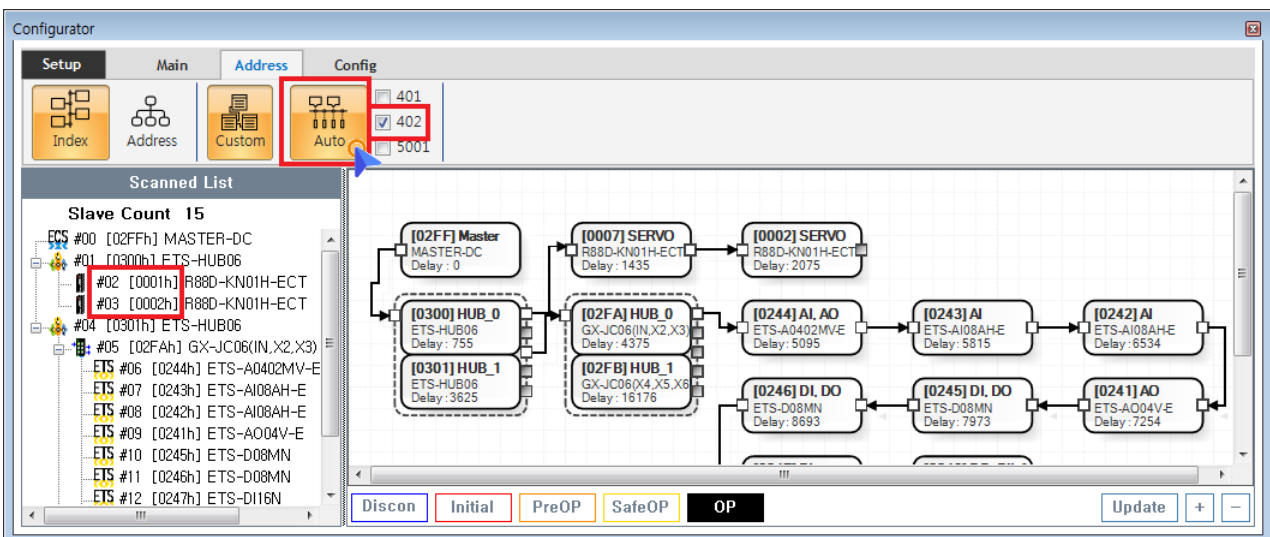 Configurator
Setup Main Address Config
Index Address Custom Auto
401
402
5001
Scanned List
Slave Count 15
ECS #00 [02FFh] MASTER-DC
#01 [0300h] ETS-HUB06
#02 [0001h] R88D-KN01H-ECT
#03 [0002h] R88D-KN01H-ECT
#04 [0301h] ETS-HUB06
#05 [02FAh] GX-JC06(IN,X2,X3)
ETS #06 [0244h] ETS-A0402MV-E
ETS #07 [0243h] ETS-AI08AH-E
ETS #08 [0242h] ETS-AI08AH-E
ETS #09 [0241h] ETS-AO04V-E
ETS #10 [0245h] ETS-D08MN
ETS #11 [0246h] ETS-D08MN
ETS #12 [0247h] ETS-DI16N
[02FF] Master
MASTER-DC
Delay : 0
[0007] SERVO
R88D-KN01H-ECT
Delay : 1435
[0002] SERVO
R88D-KN01H-ECT
Delay : 2075
[0300] HUB_0
ETS-HUB06
Delay : 755
[0301] HUB_1
ETS-HUB06
Delay : 3625
[02FA] HUB_0
GX-JC06(IN,X2,X3)
Delay : 4375
[02FB] HUB_1
GX-JC06(X4,X5,X6
Delay : 16176
[0244] AI, AO
ETS-A0402MV-E
Delay : 5095
[0243] AI
ETS-AI08AH-E
Delay : 5815
[0242] AI
ETS-AI08AH-E
Delay : 6534
[0246] DI, DO
ETS-D08MN
Delay : 8693
[0245] DI, DO
ETS-D08MN
Delay : 7973
[0241] AO
ETS-AO04V-E
Delay : 7254
Discon Initial PreOP SafeOP OP Update + −